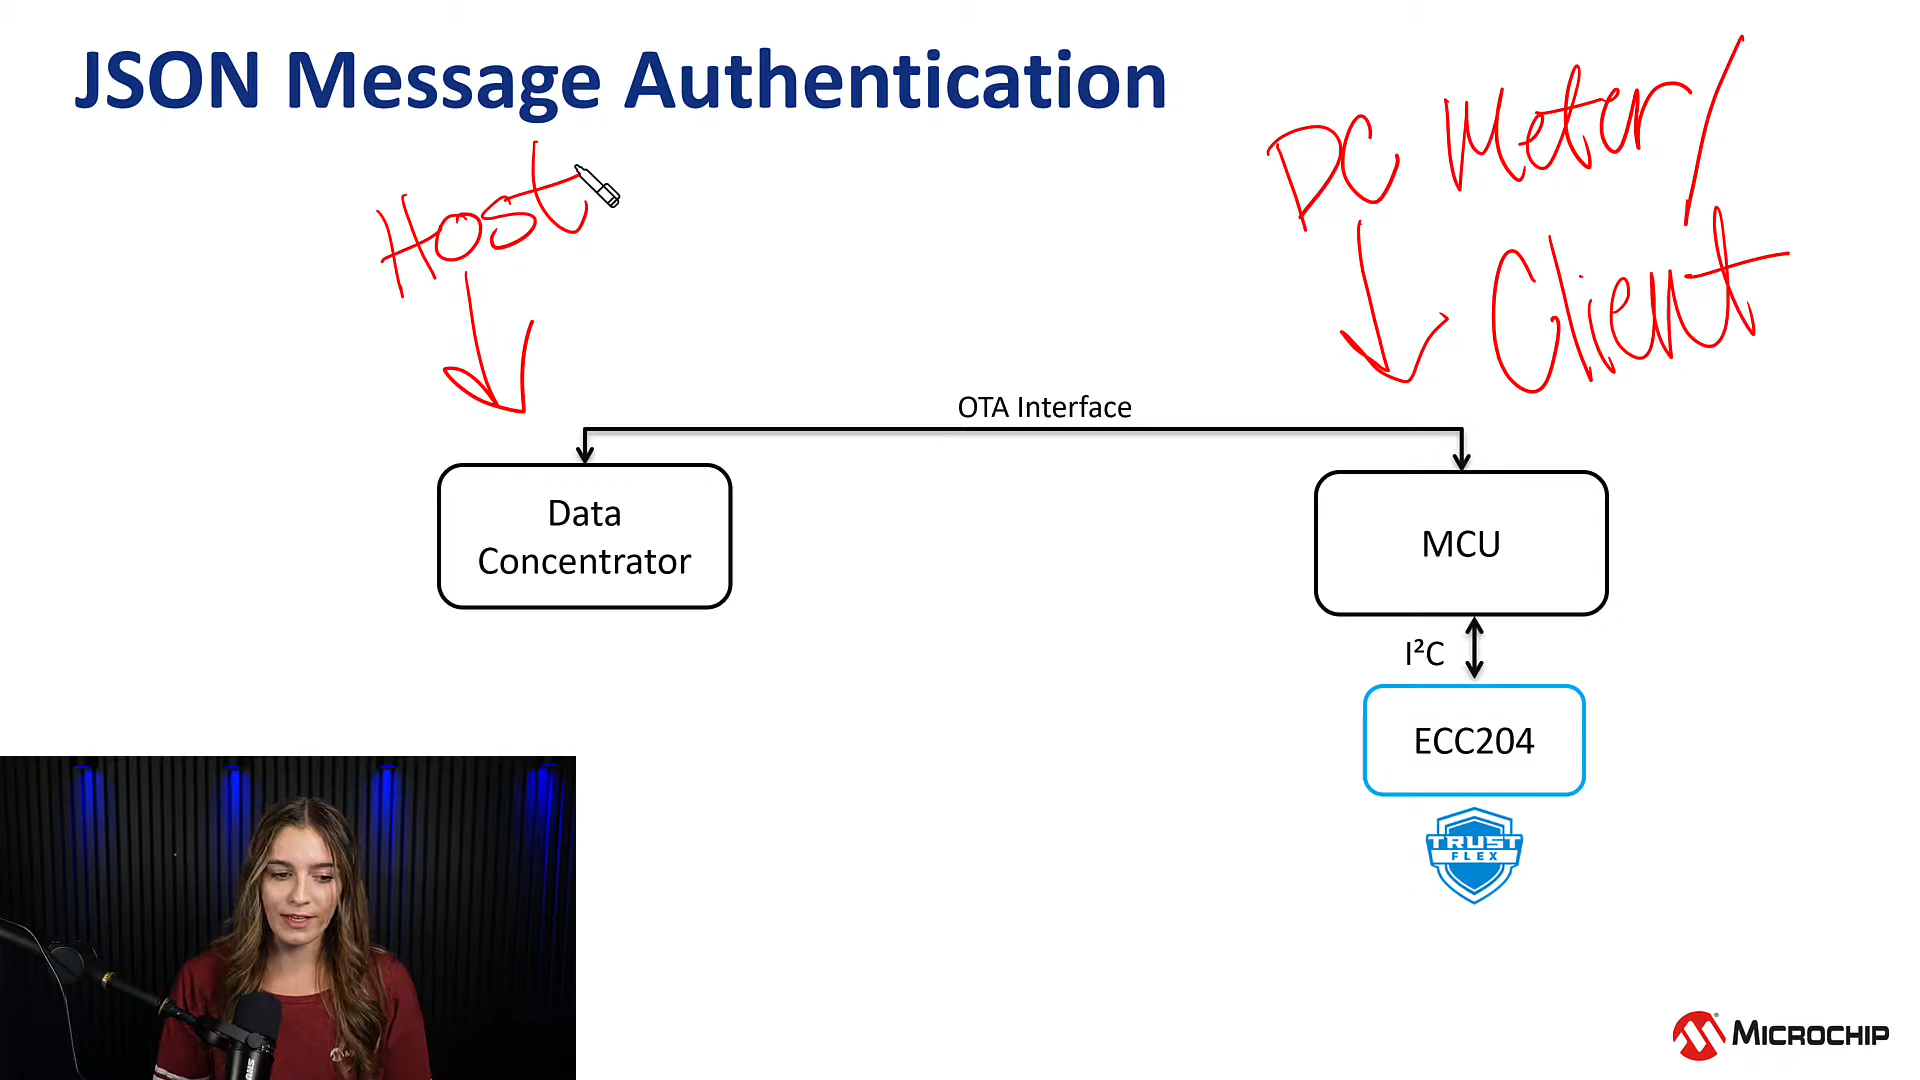 JSON Message Authentication
Host
DC Meter/
Client
OTA Interface
Data
Concentrator
MCU
I²C
ECC204
TRUST
FLEX
MICROCHIP